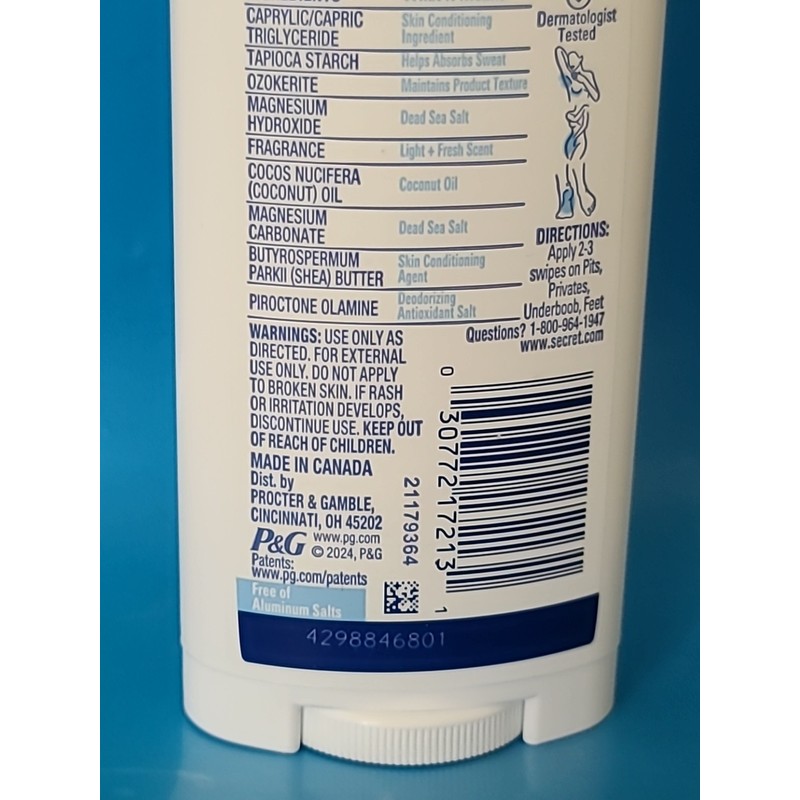 CAPRYLIC/CAPRIC
TRIGLYCERIDE
Skin Conditioning
Ingredient
TAPIOCA STARCH
Helps Absorbs Sweat
OZOKERITE
Maintains Product Texture
MAGNESIUM
HYDROXIDE
Dead Sea Salt
FRAGRANCE
Light + Fresh Scent
COCOS NUCIFERA
(COCONUT) OIL
Coconut Oil
MAGNESIUM
CARBONATE
Dead Sea Salt
BUTYROSPERMUM
PARKII (SHEA) BUTTER
Skin Conditioning
Agent
PIROCTONE OLAMINE
Deodorizing
Antioxidant Salt
Dermatologist
Tested
DIRECTIONS:
Apply 2-3
swipes on Pits,
Privates,
Underboob, Feet
Questions? 1-800-964-1947
www.secret.com
WARNINGS: USE ONLY AS
DIRECTED. FOR EXTERNAL
USE ONLY. DO NOT APPLY
TO BROKEN SKIN. IF RASH
OR IRRITATION DEVELOPS,
DISCONTINUE USE. KEEP OUT
OF REACH OF CHILDREN.
MADE IN CANADA
Dist. by
PROCTER & GAMBLE,
CINCINNATI, OH 45202
P&G www.pg.com
© 2024, P&G
Patents:
www.pg.com/patents
Free of
Aluminum Salts
21179364
0 30772 17213 1
4298846801